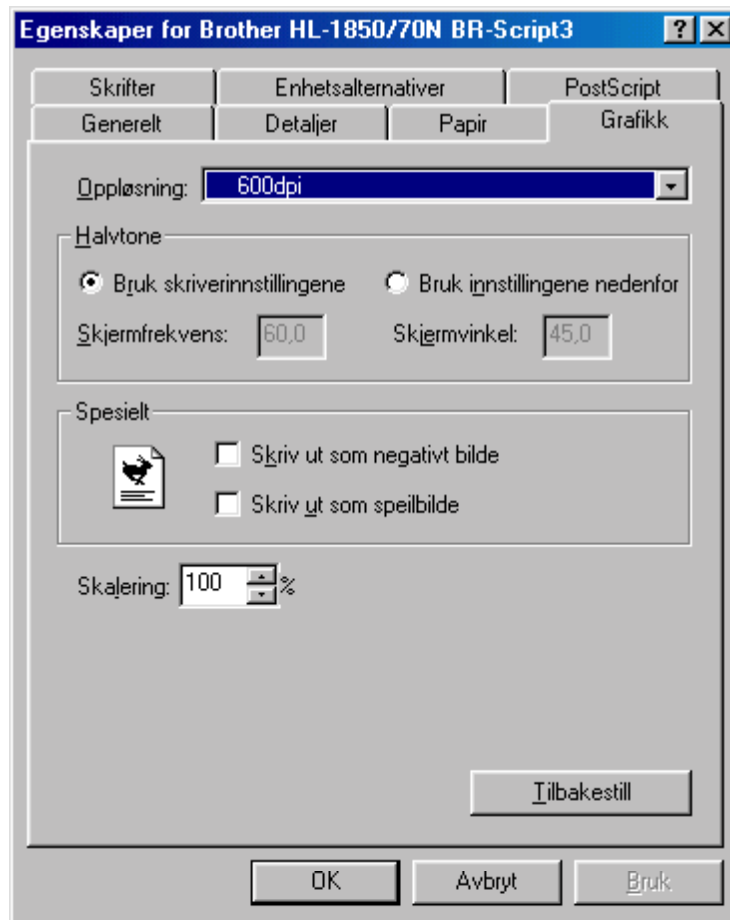 Egenskaper for Brother HL-1850/70N BR-Script3
Skrifter Enhetsalternativer PostScript
Generelt Detaljer Papir Grafikk
Oppløsning: 600dpi
Halvtone
Bruk skriverinnstillingene Bruk innstillingene nedenfor
Skjermfrekvens: 60,0 Skjermvinkel: 45,0
Spesielt
Skriv ut som negativt bilde
Skriv ut som speilbilde
Skalering: 100 %
Tilbakestill
OK Avbryt Bruk